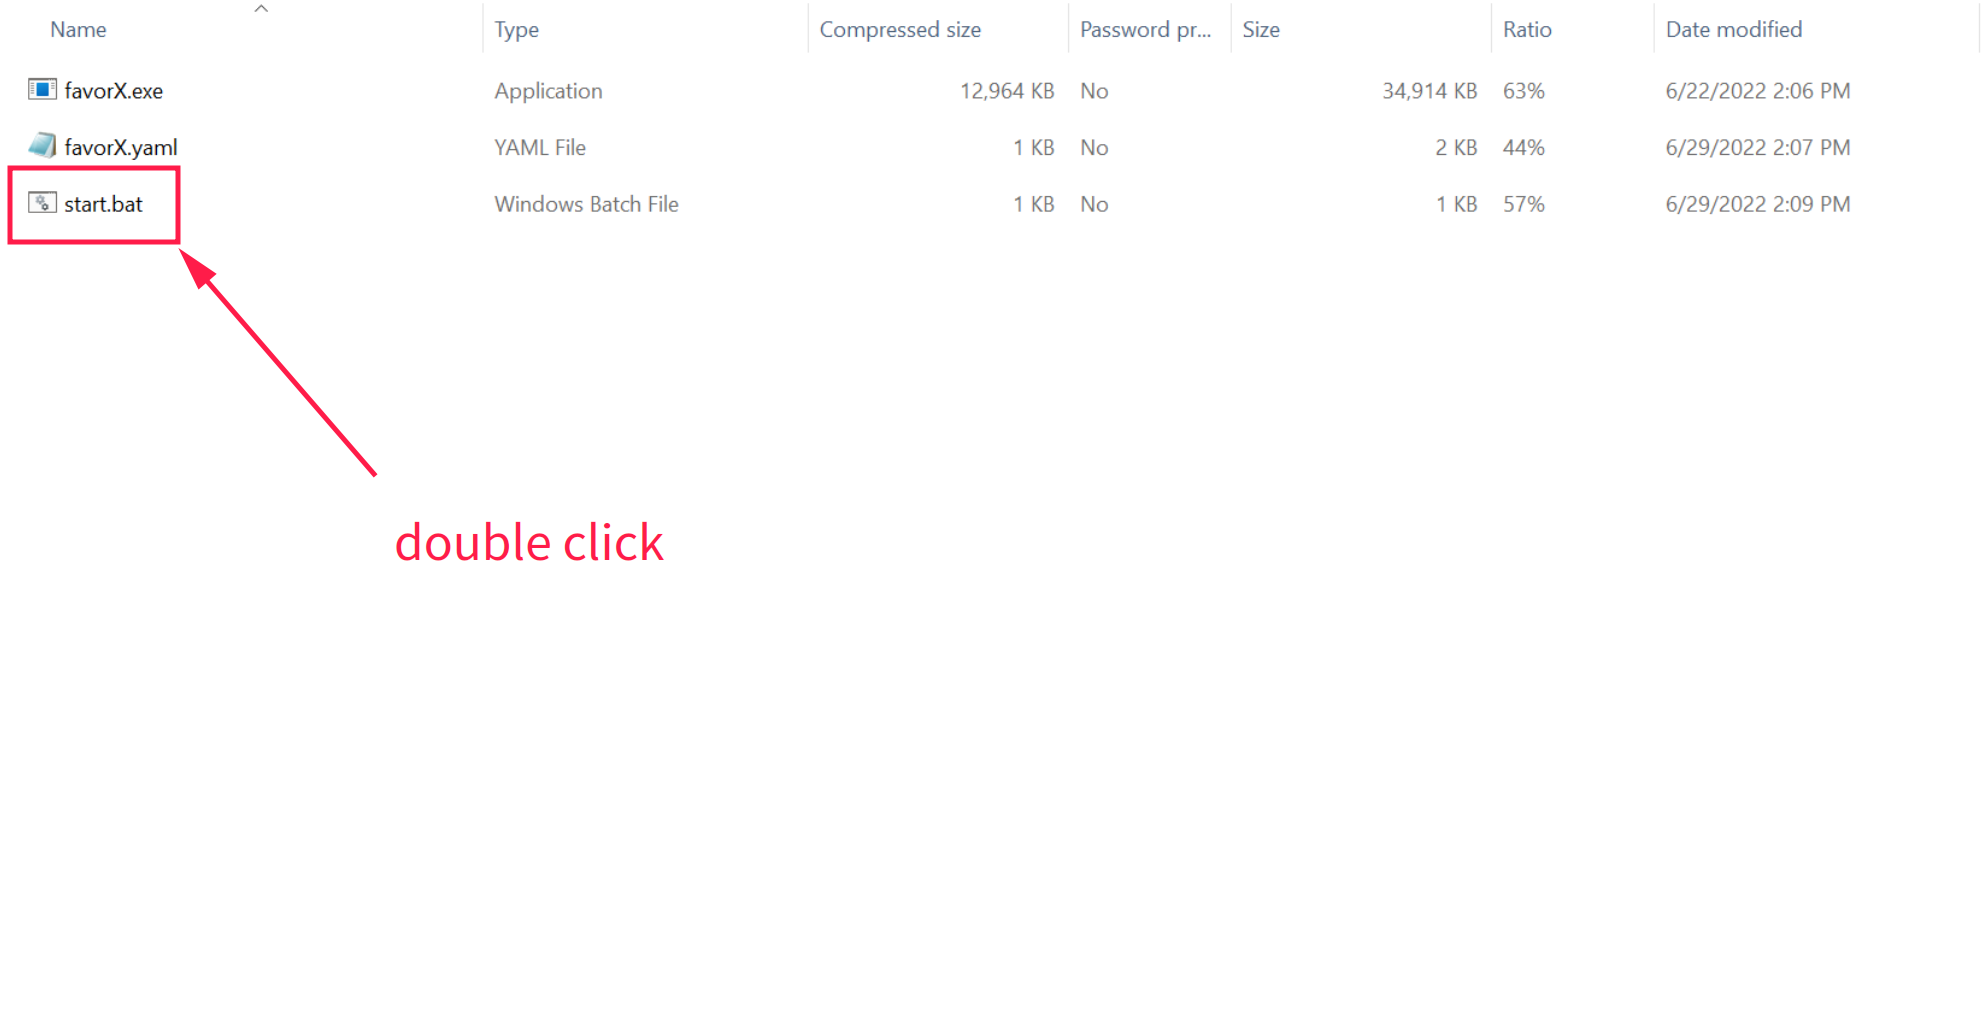 Name Type Compressed size Password pr... Size Ratio Date modified
favorX.exe Application 12,964 KB No 34,914 KB 63% 6/22/2022 2:06 PM
favorX.yaml YAML File 1 KB No 2 KB 44% 6/29/2022 2:07 PM
start.bat Windows Batch File 1 KB No 1 KB 57% 6/29/2022 2:09 PM
double click